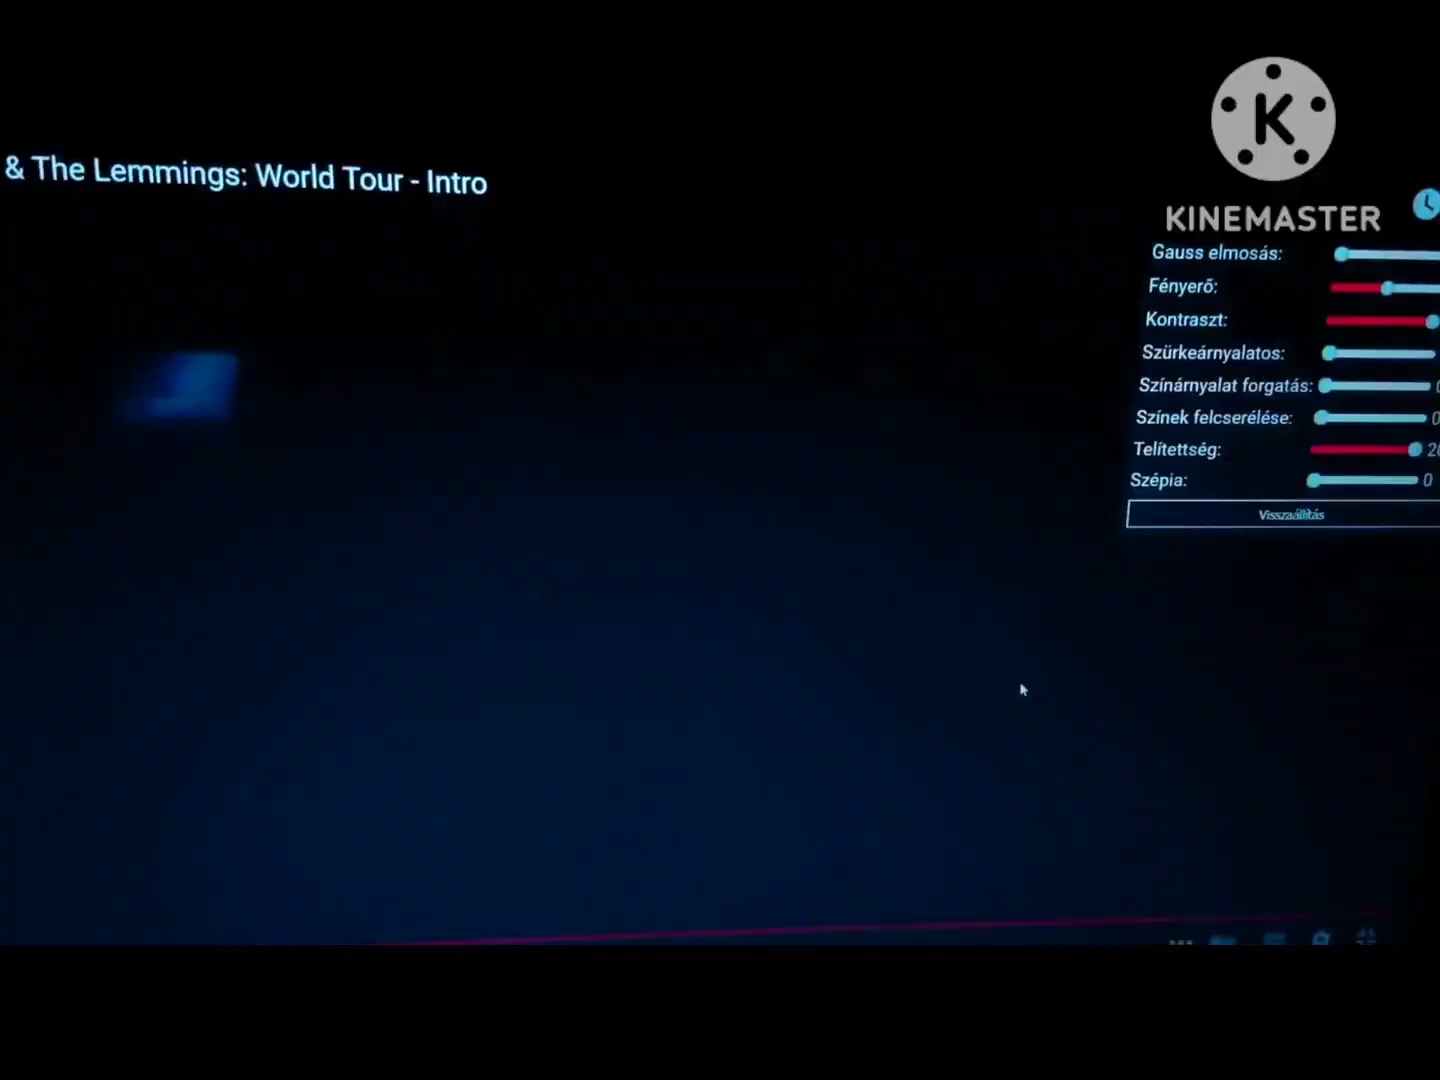 & The Lemmings: World Tour - Intro
K
KINEMASTER
Gauss elmosás:
Fényerő:
Kontraszt:
Szürkeárnyalatos:
Színárnyalat forgatás:
Színek felcserélése: 0
Telítettség:
Szépia: 0
Visszaállítás